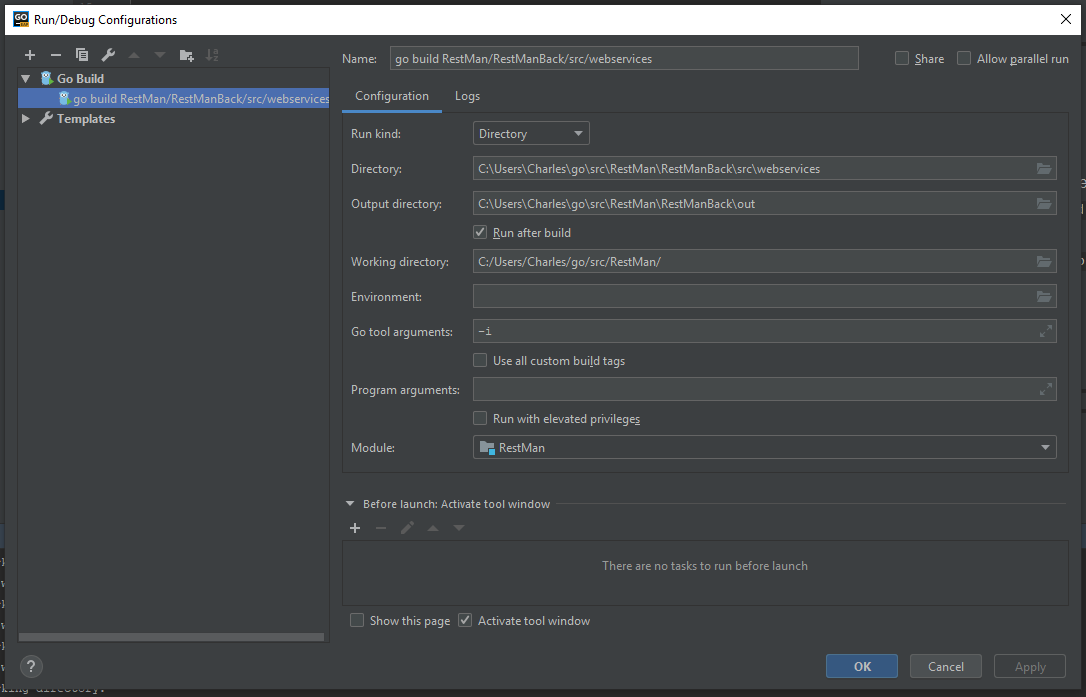 GO
Run/Debug Configurations
Name: go build RestMan/RestManBack/src/webservices
Share
Allow parallel run
Go Build
go build RestMan/RestManBack/src/webservices
Templates
Configuration
Logs
Run kind: Directory
Directory: C:\Users\Charles\go\src\RestMan\RestManBack\src\webservices
Output directory: C:\Users\Charles\go\src\RestMan\RestManBack\out
Run after build
Working directory: C:/Users/Charles/go/src/RestMan/
Environment:
Go tool arguments: -i
Use all custom build tags
Program arguments:
Run with elevated privileges
Module: RestMan
Before launch: Activate tool window
There are no tasks to run before launch
Show this page
Activate tool window
?
OK
Cancel
Apply